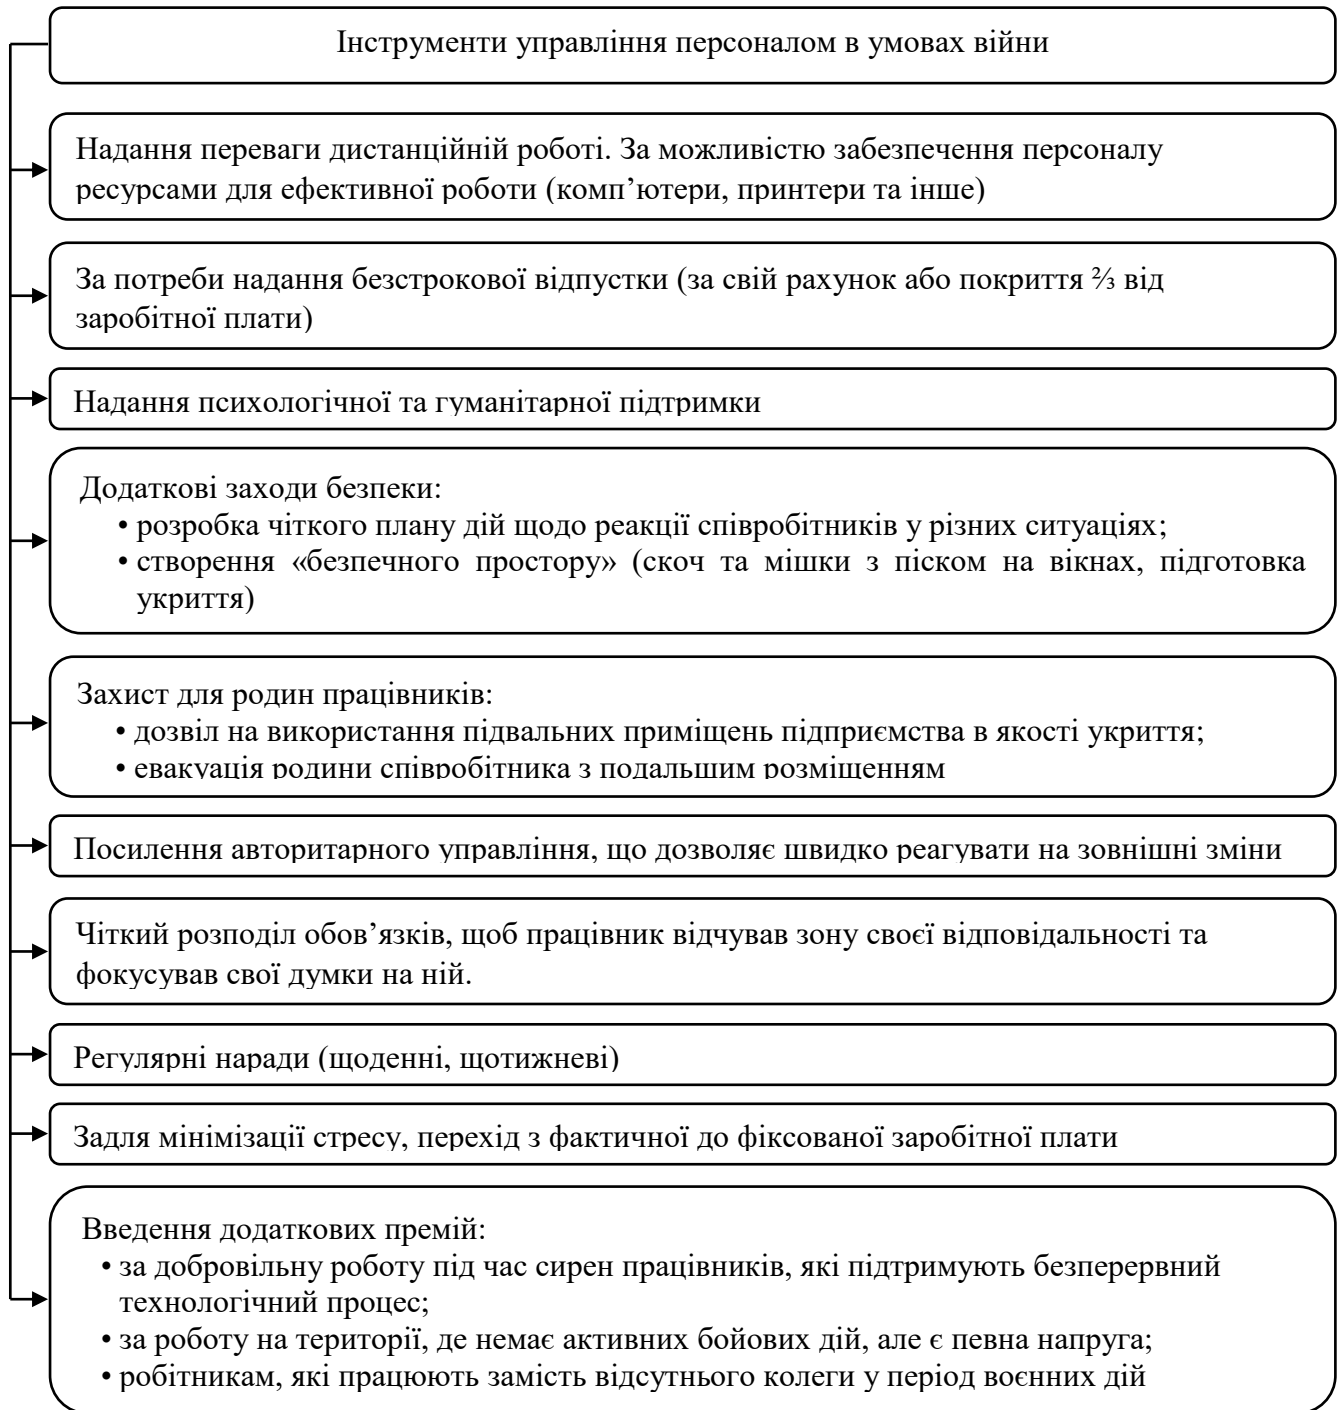 Інструменти управління персоналом в умовах війни
Надання переваги дистанційній роботі. За можливістю забезпечення персоналу
ресурсами для ефективної роботи (комп’ютери, принтери та інше)
За потреби надання безстрокової відпустки (за свій рахунок або покриття ⅔ від
заробітної плати)
Надання психологічної та гуманітарної підтримки
Додаткові заходи безпеки:
• розробка чіткого плану дій щодо реакції співробітників у різних ситуаціях;
• створення «безпечного простору» (скоч та мішки з піском на вікнах, підготовка
укриття)
Захист для родин працівників:
• дозвіл на використання підвальних приміщень підприємства в якості укриття;
• евакуація родини співробітника з подальшим розміщенням
Посилення авторитарного управління, що дозволяє швидко реагувати на зовнішні зміни
Чіткий розподіл обов’язків, щоб працівник відчував зону своєї відповідальності та
фокусував свої думки на ній.
Регулярні наради (щоденні, щотижневі)
Задля мінімізації стресу, перехід з фактичної до фіксованої заробітної плати
Введення додаткових премій:
• за добровільну роботу під час сирен працівників, які підтримують безперервний
технологічний процес;
• за роботу на території, де немає активних бойових дій, але є певна напруга;
• робітникам, які працюють замість відсутнього колеги у період воєнних дій